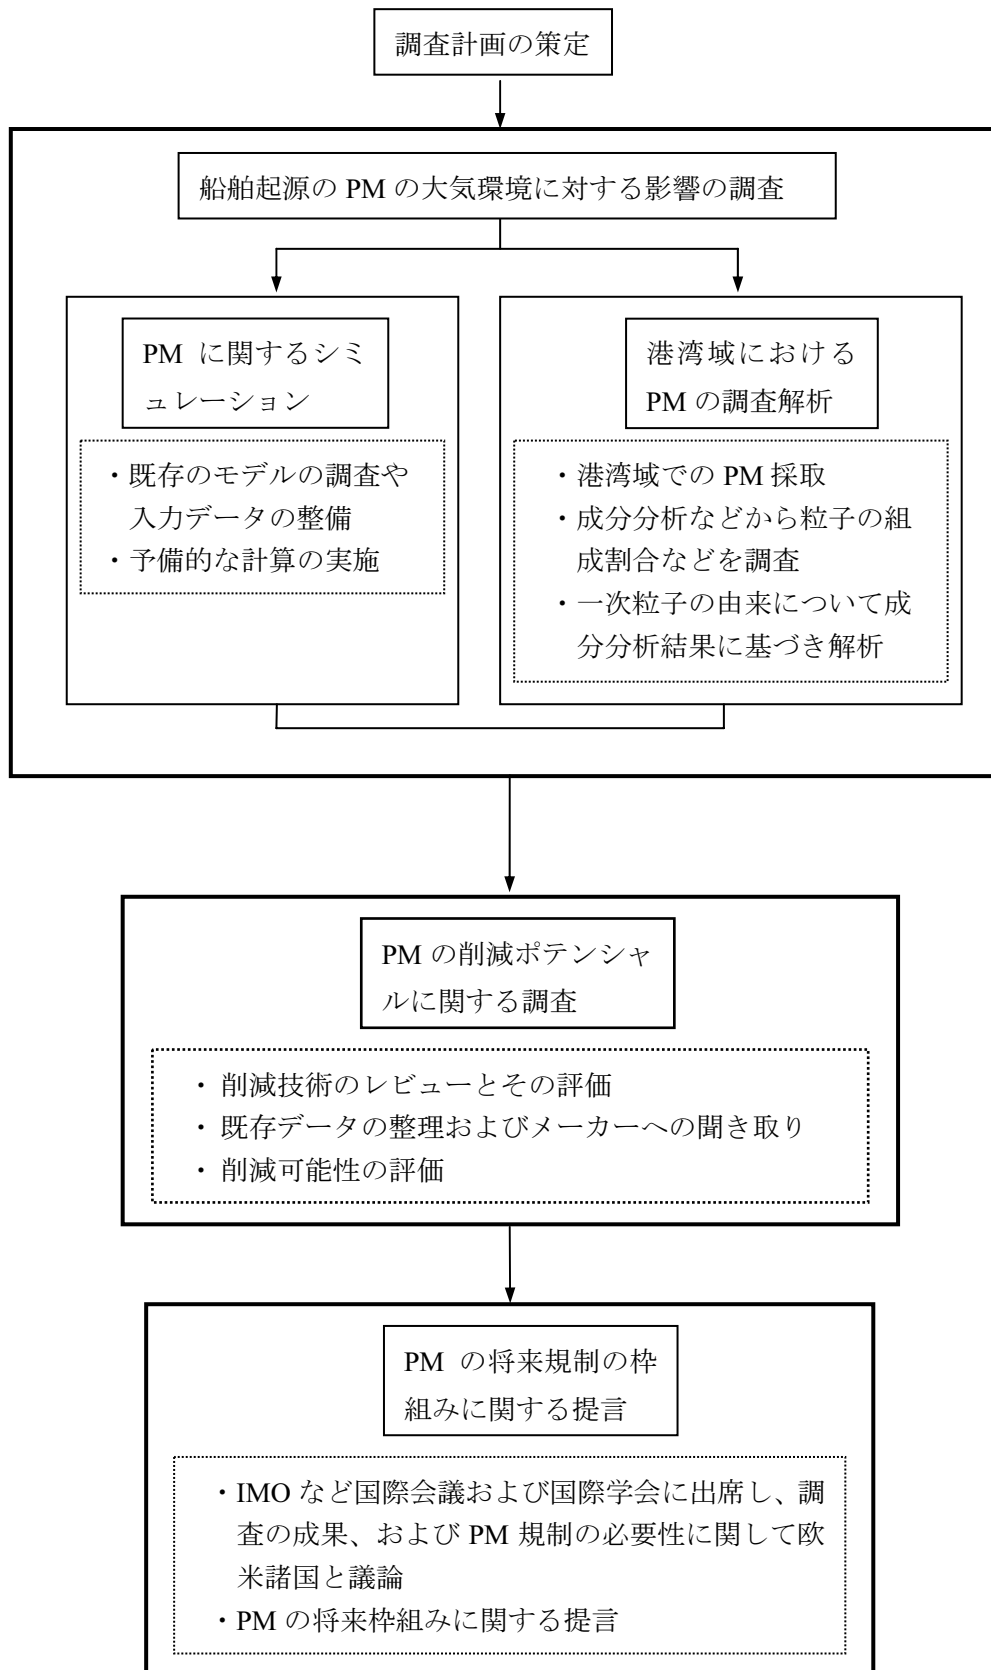 調査計画の策定
船舶起源の PM の大気環境に対する影響の調査
PM に関するシミ
ュレーション
・既存のモデルの調査や
入力データの整備
・予備的な計算の実施
港湾域における
PM の調査解析
・港湾域での PM 採取
・成分分析などから粒子の組
成割合などを調査
・一次粒子の由来について成
分分析結果に基づき解析
PM の削減ポテンシャ
ルに関する調査
・ 削減技術のレビューとその評価
・ 既存データの整理およびメーカーへの聞き取り
・ 削減可能性の評価
PM の将来規制の枠
組みに関する提言
・IMO など国際会議および国際学会に出席し、調
査の成果、および PM 規制の必要性に関して欧
米諸国と議論
・PM の将来枠組みに関する提言